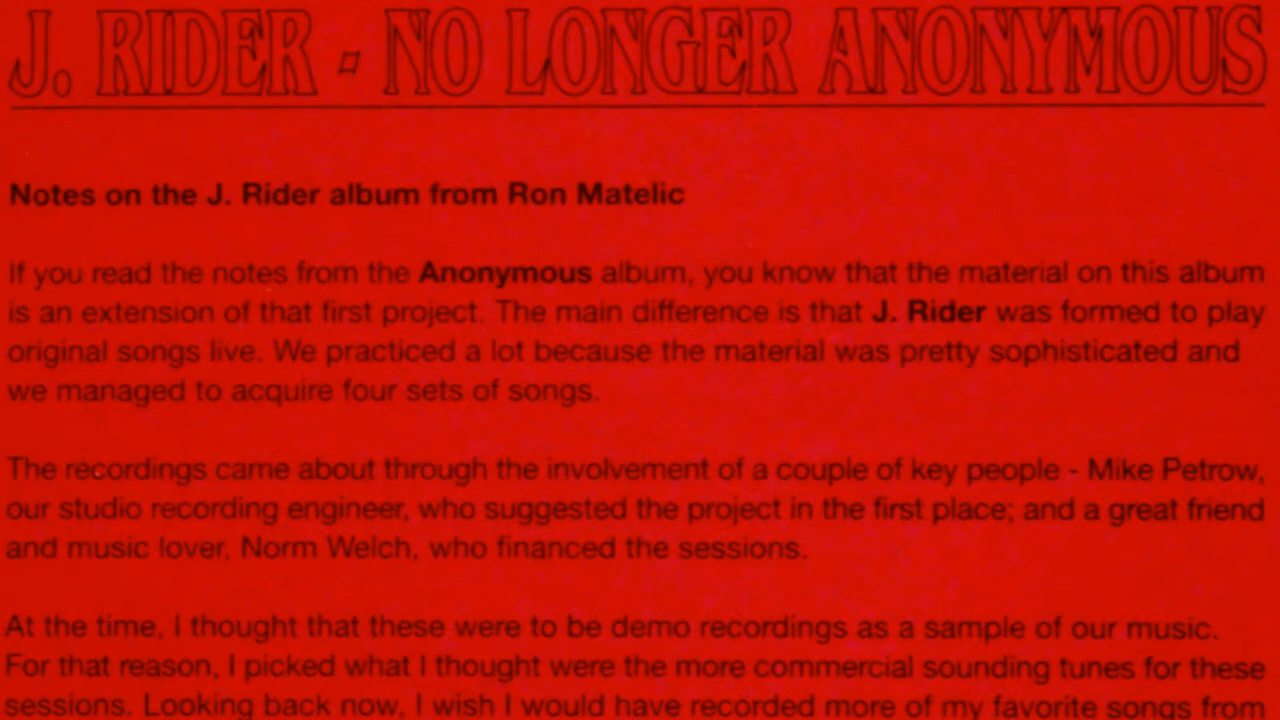 J. RIDER - NO LONGER ANONYMOUS
Notes on the J. Rider album from Ron Matelic
If you read the notes from the Anonymous album, you know that the material on this album
is an extension of that first project. The main difference is that J. Rider was formed to play
original songs live. We practiced a lot because the material was pretty sophisticated and
we managed to acquire four sets of songs.
The recordings came about through the involvement of a couple of key people - Mike Petrow,
our studio recording engineer, who suggested the project in the first place; and a great friend
and music lover, Norm Welch, who financed the sessions.
At the time, I thought that these were to be demo recordings as a sample of our music.
For that reason, I picked what I thought were the more commercial sounding tunes for these
sessions. Looking back now, I wish I would have recorded more of my favorite songs from